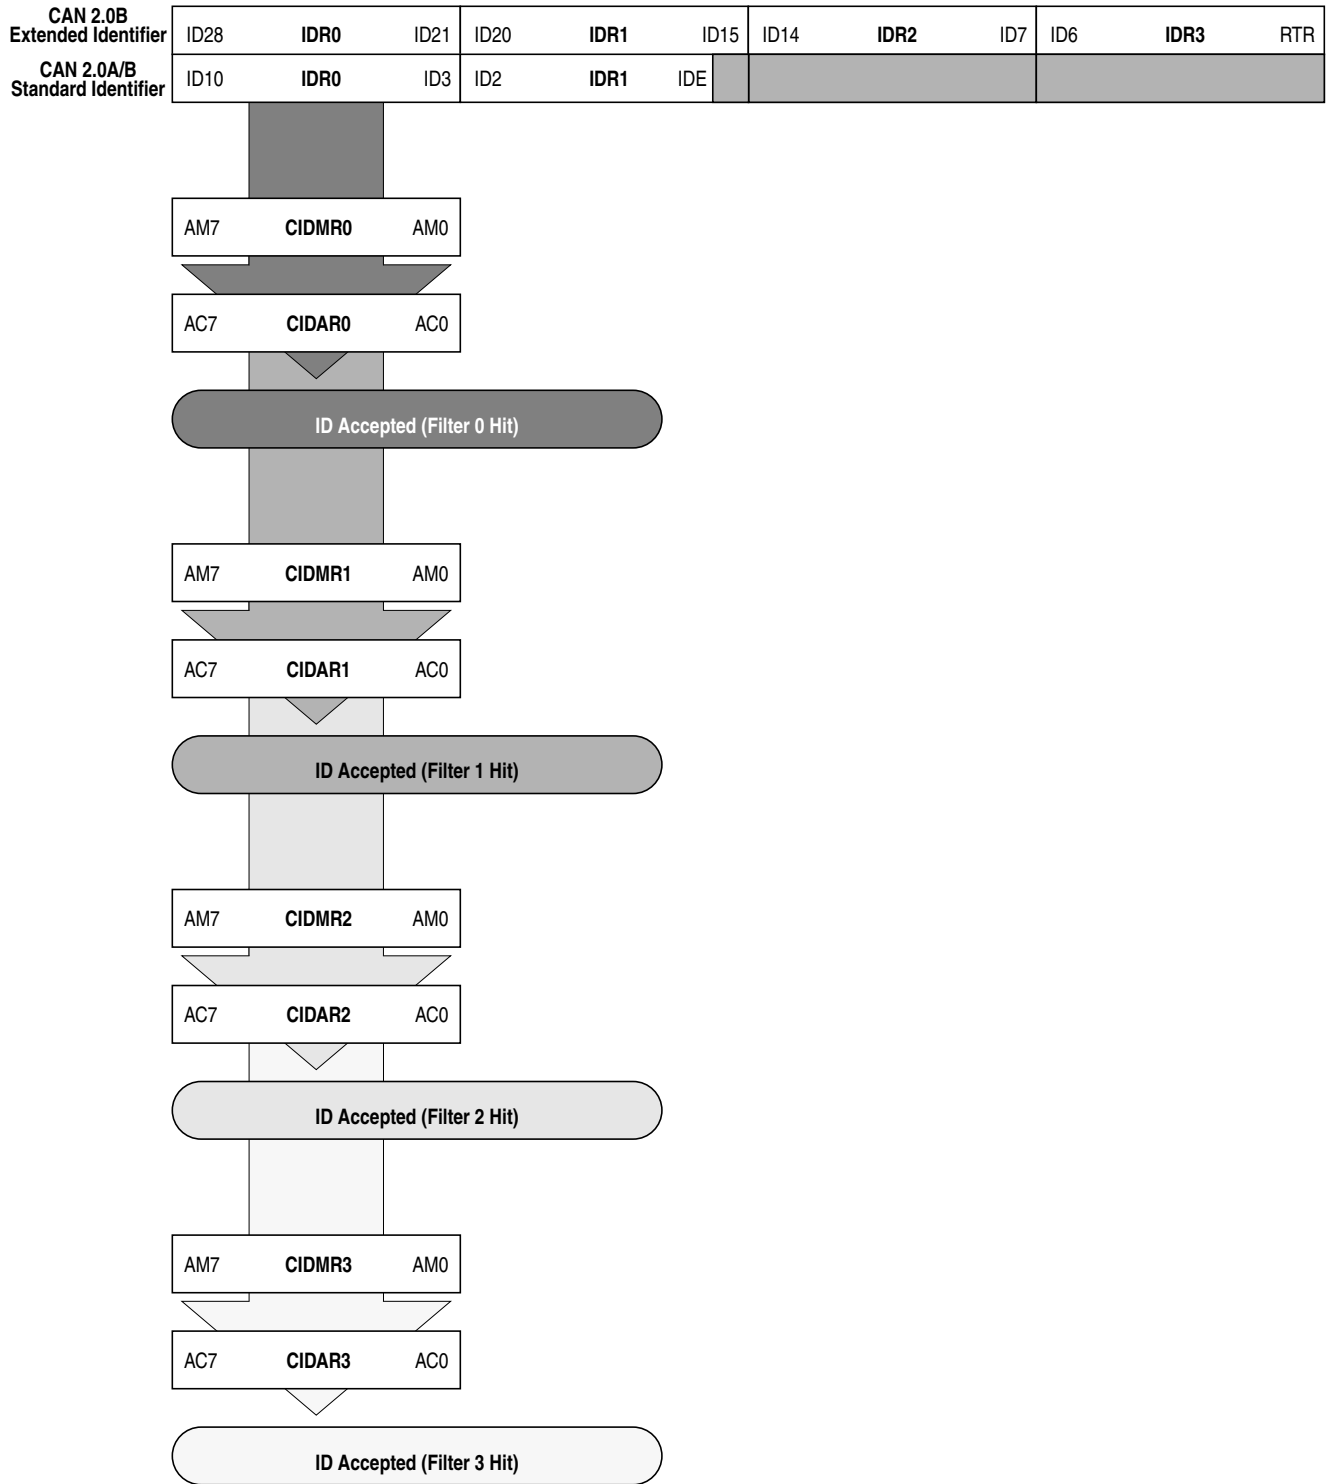 CAN 2.0B
Extended Identifier
ID28 IDR0 ID21 ID20 IDR1 ID15 ID14 IDR2 ID7 ID6 IDR3 RTR
CAN 2.0A/B
Standard Identifier
ID10 IDR0 ID3 ID2 IDR1 IDE
AM7 CIDMR0 AM0
AC7 CIDAR0 AC0
ID Accepted (Filter 0 Hit)
AM7 CIDMR1 AM0
AC7 CIDAR1 AC0
ID Accepted (Filter 1 Hit)
AM7 CIDMR2 AM0
AC7 CIDAR2 AC0
ID Accepted (Filter 2 Hit)
AM7 CIDMR3 AM0
AC7 CIDAR3 AC0
ID Accepted (Filter 3 Hit)